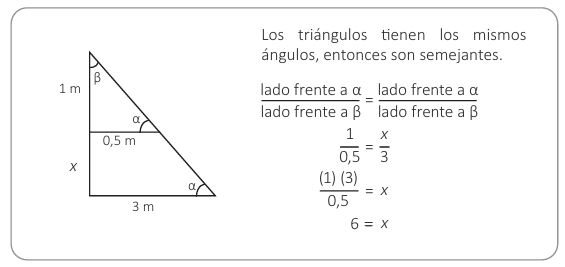 Los triángulos tienen los mismos
ángulos, entonces son semejantes.
lado frente a α / lado frente a β = lado frente a α / lado frente a β
1 / 0,5 = x / 3
(1) (3) / 0,5 = x
6 = x
β
1 m
α
0,5 m
x
α
3 m